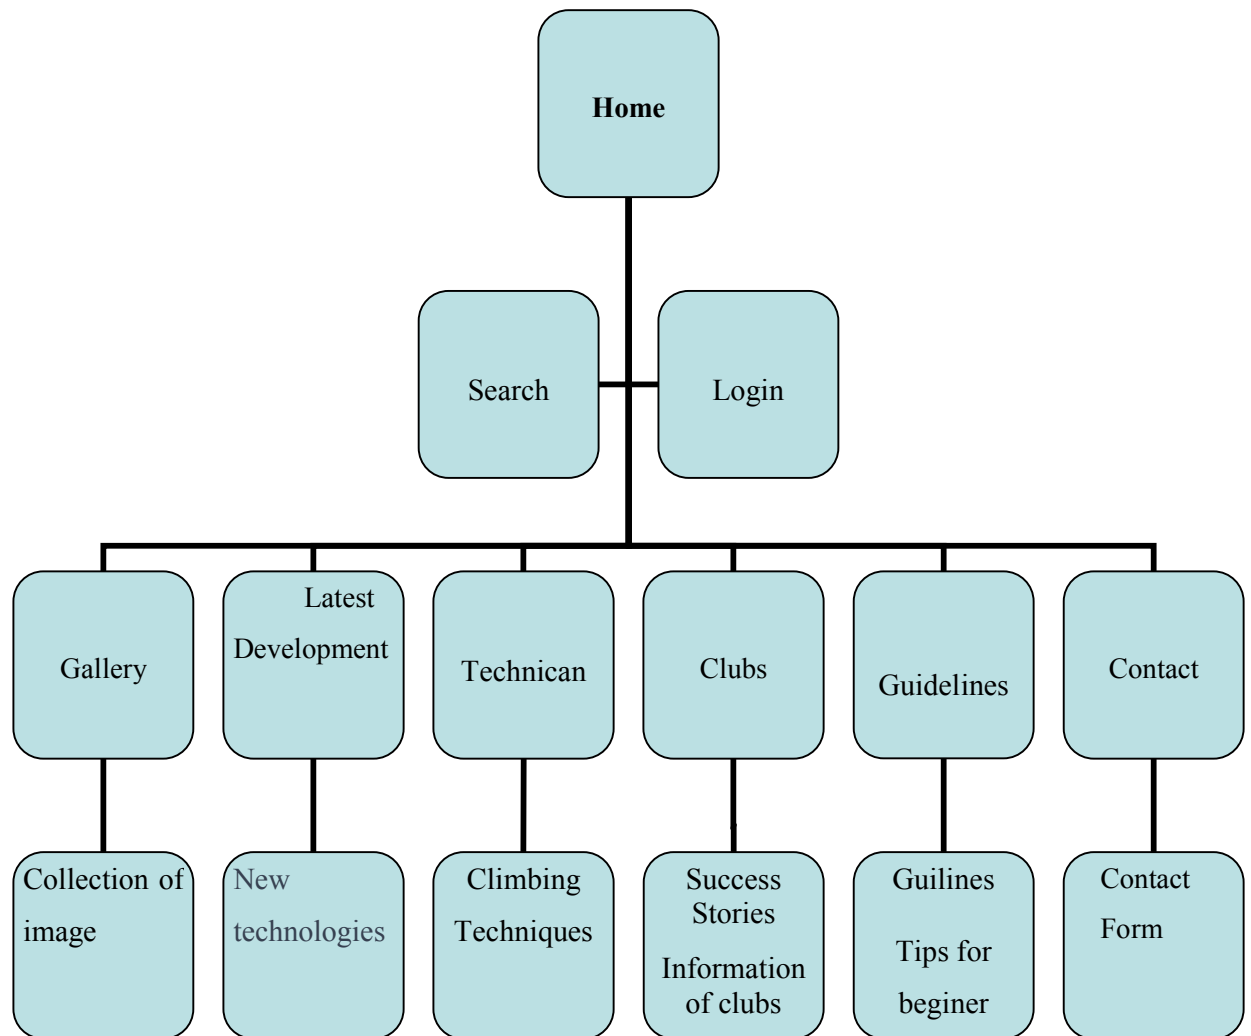 Home
Search
Login
Gallery
Latest
Development
Technican
Clubs
Guidelines
Contact
Collection of
image
New
technologies
Climbing
Techniques
Success
Stories
Information
of clubs
Guilines
Tips for
beginer
Contact
Form